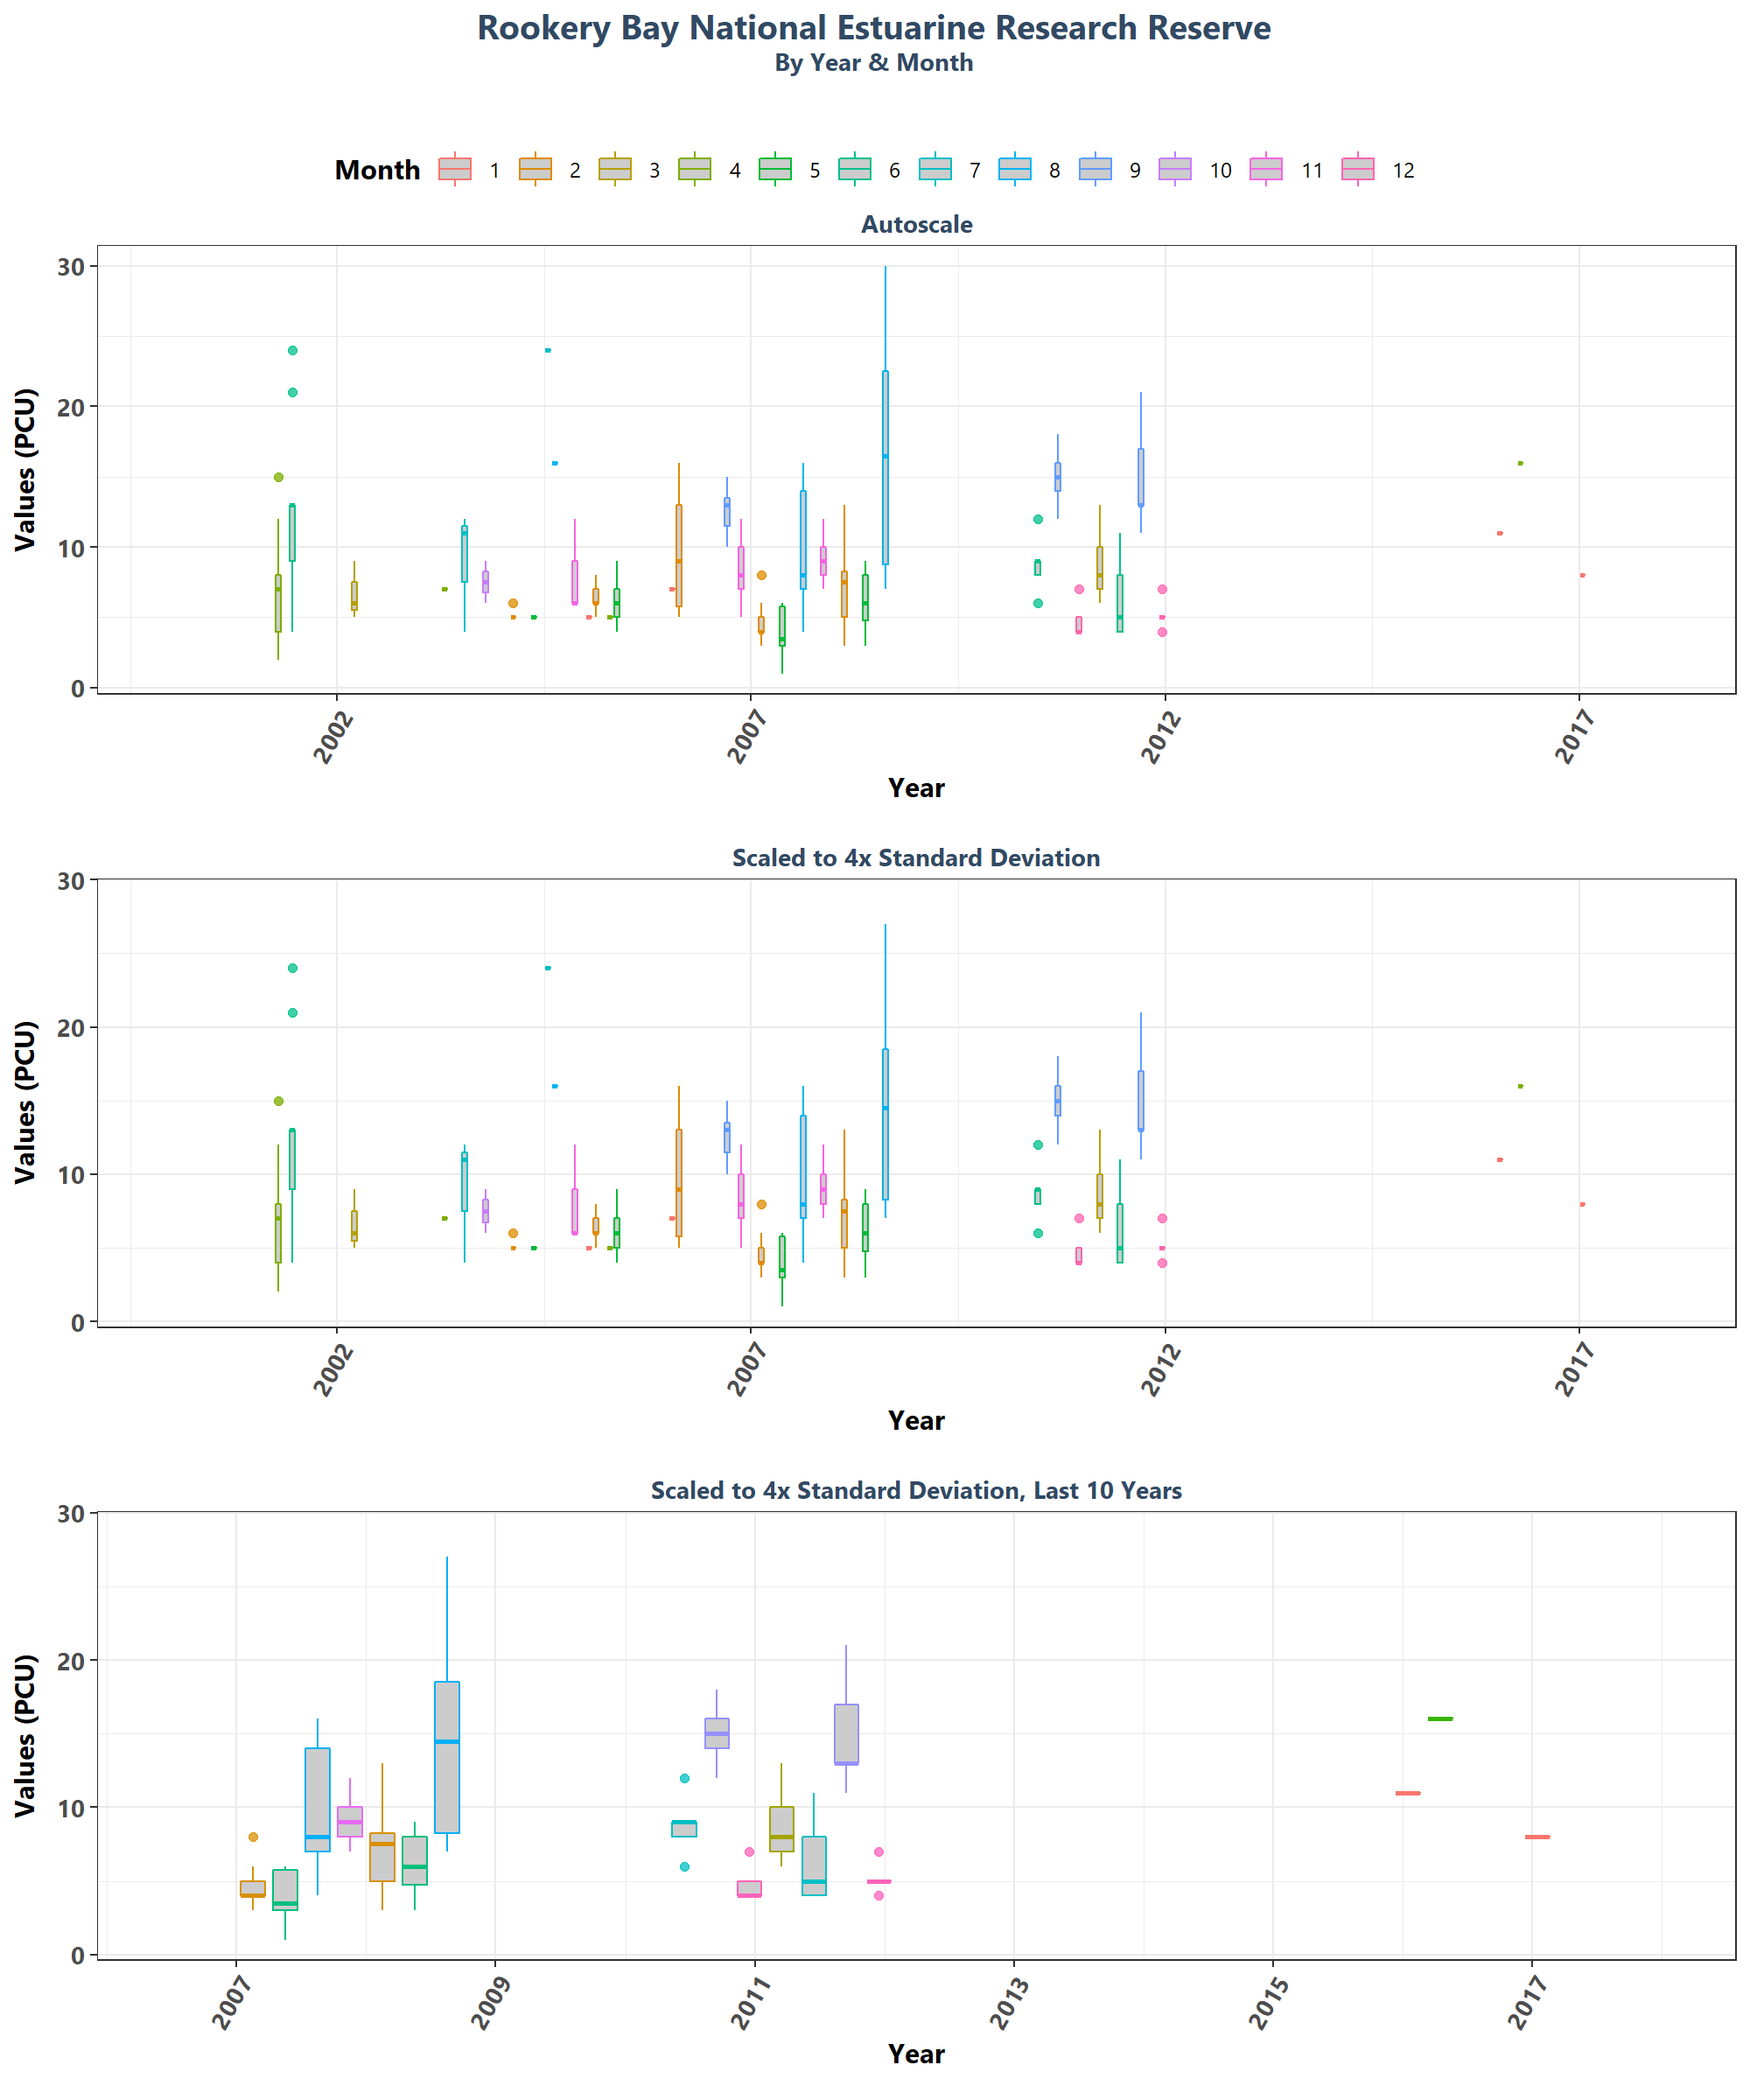 Rookery Bay National Estuarine Research Reserve
By Year & Month
Month 1 2 3 4 5 6 7 8 9 10 11 12
Autoscale
Values (PCU)
30
20
10
0
2002 2007 2012 2017
Year
Scaled to 4x Standard Deviation
Values (PCU)
30
20
10
0
2002 2007 2012 2017
Year
Scaled to 4x Standard Deviation, Last 10 Years
Values (PCU)
30
20
10
0
2007 2009 2011 2013 2015 2017
Year